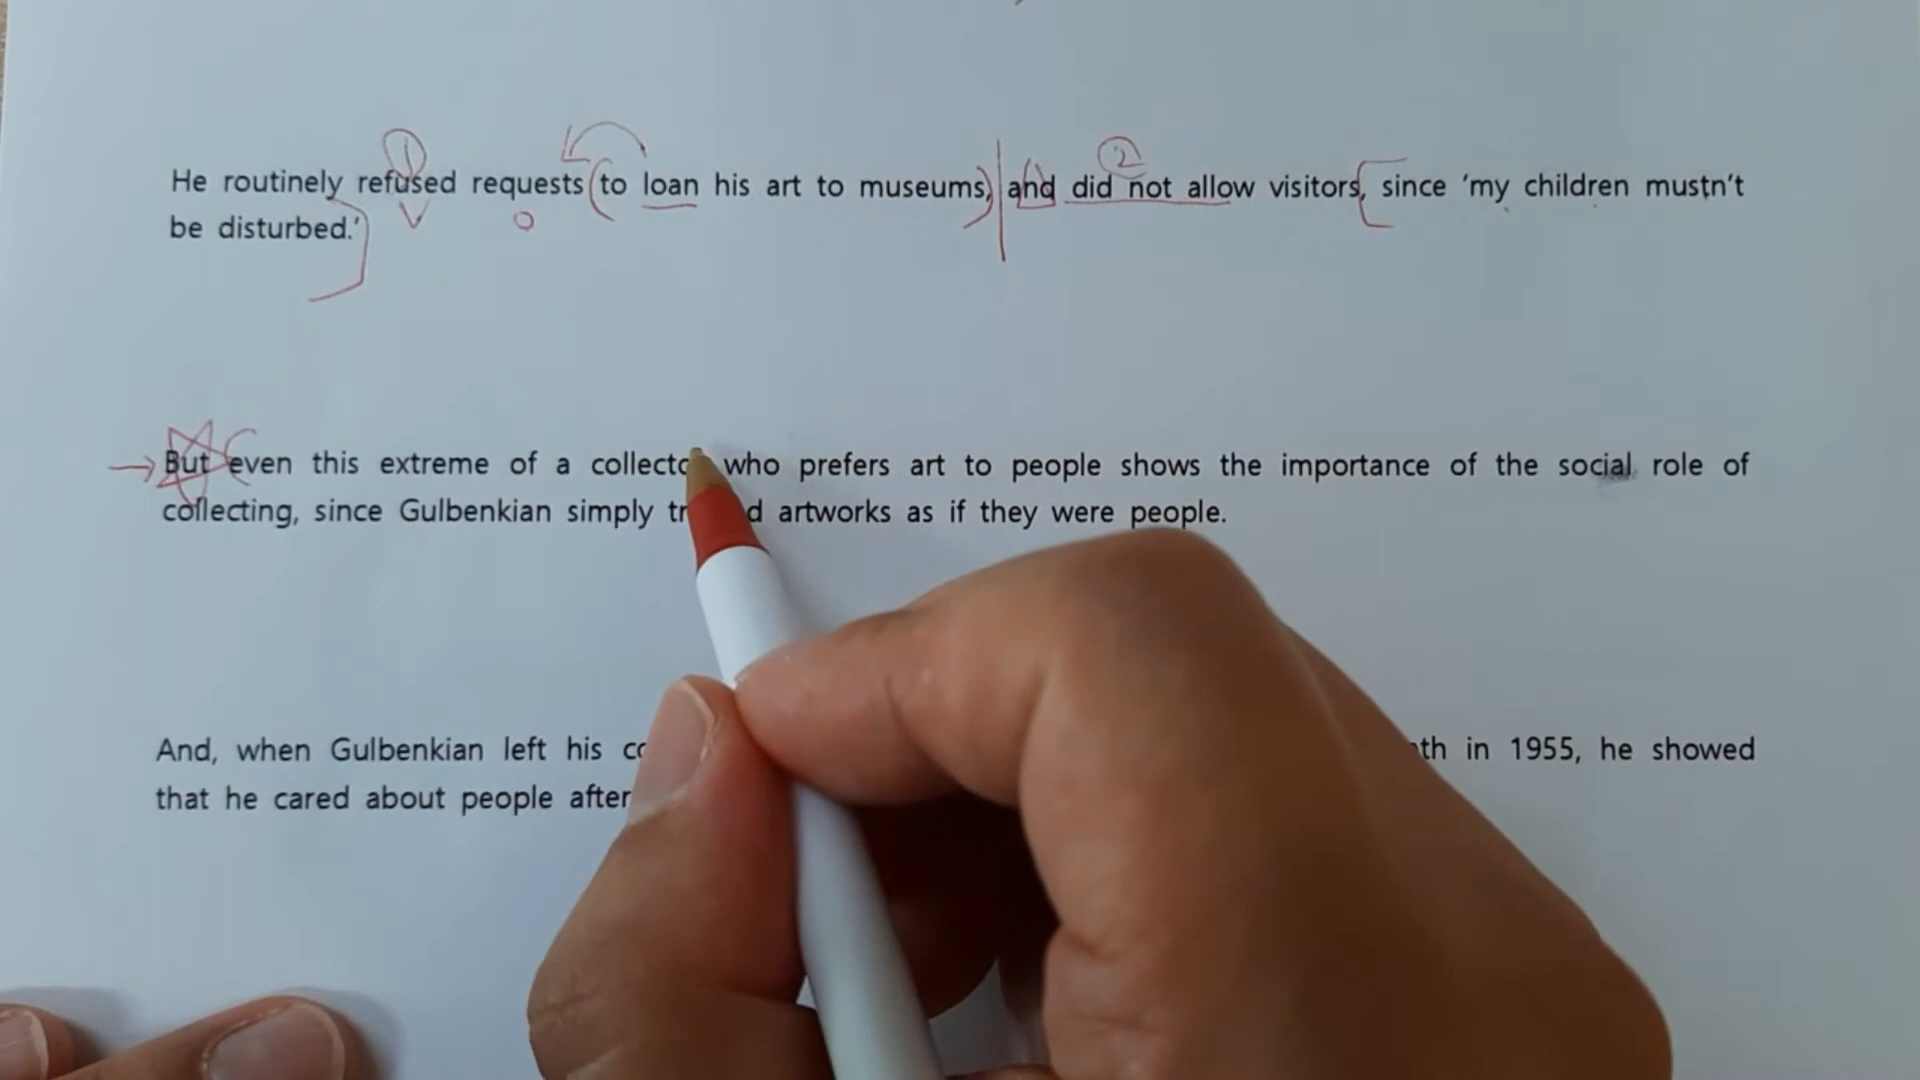 He routinely refused requests to loan his art to museums, and did not allow visitors, since 'my children mustn't
be disturbed.'
But even this extreme of a who prefers art to people shows the importance of the social role of
collecting, since Gulbenkian simply artworks as if they were people.
And, when Gulbenkian left his in 1955, he showed
that he cared about people after
1
2